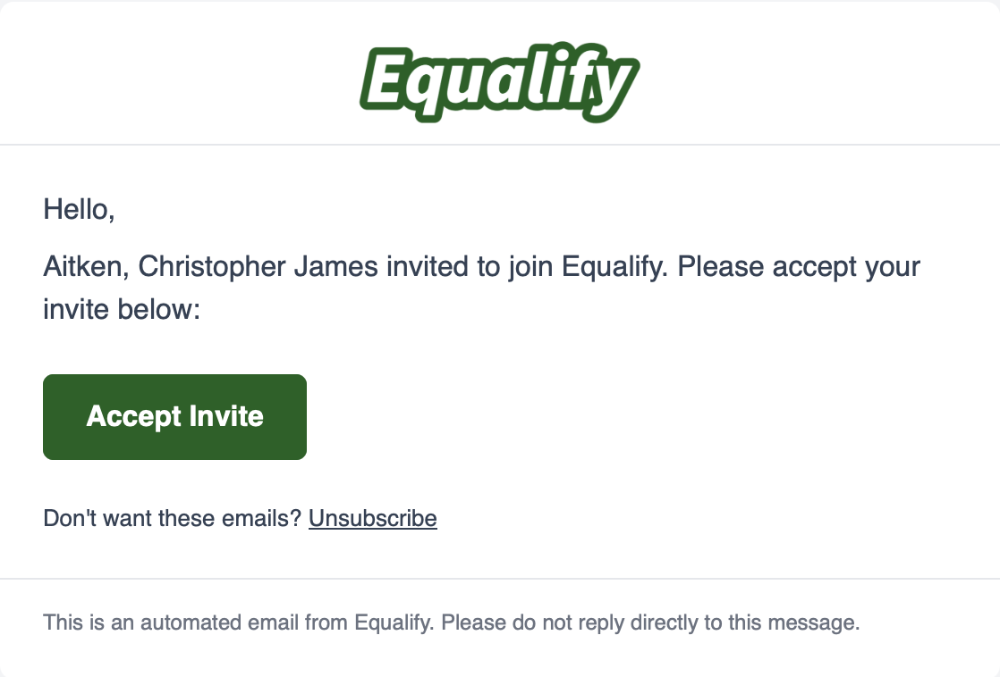 Equalify
Hello,
Aitken, Christopher James invited to join Equalify. Please accept your
invite below:
Accept Invite
Don't want these emails? Unsubscribe
This is an automated email from Equalify. Please do not reply directly to this message.